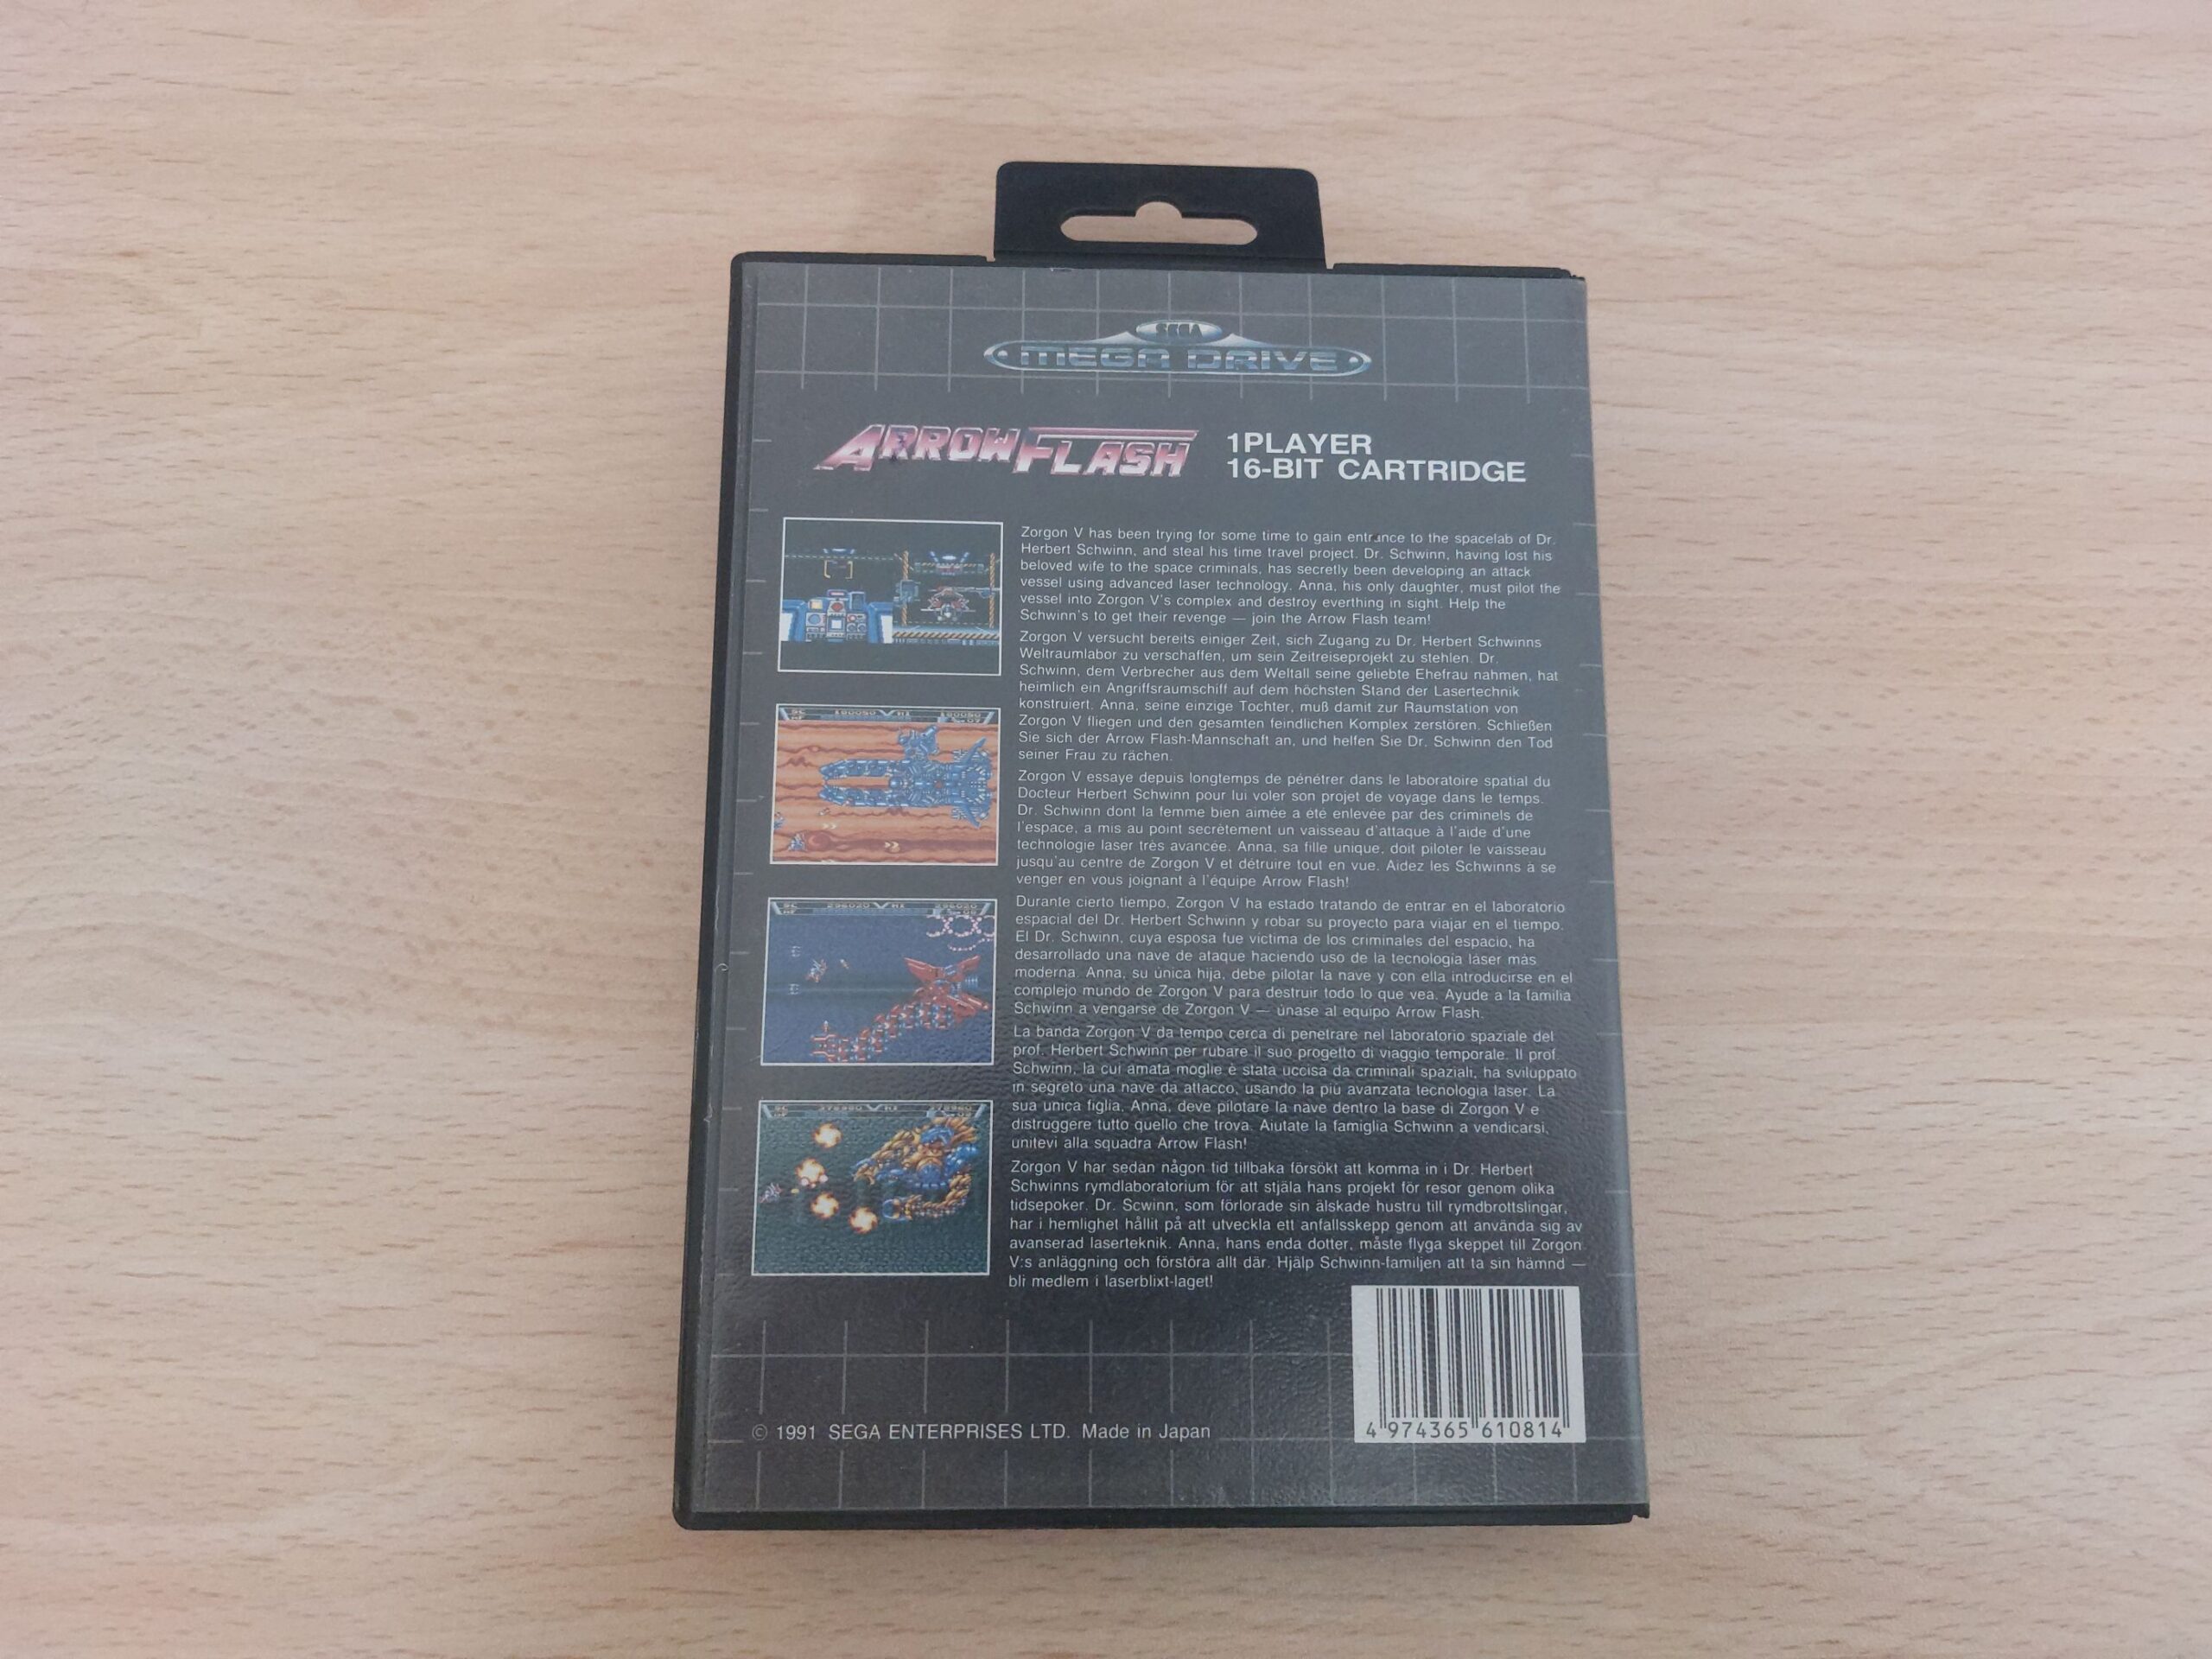 SEGA
MEGA DRIVE
ARROW FLASH
1PLAYER
16-BIT CARTRIDGE
Zorgon V has been trying for some time to gain entrance to the spacelab of Dr.
Herbert Schwinn, and steal his time travel project. Dr. Schwinn, having lost his
beloved wife to the space criminals, has secretly been developing an attack
vessel using advanced laser technology. Anna, his only daughter, must pilot the
vessel into Zorgon V's complex and destroy everthing in sight. Help the
Schwinn's to get their revenge — join the Arrow Flash team!
Zorgon V versucht bereits einiger Zeit, sich Zugang zu Dr. Herbert Schwinns
Weltraumlabor zu verschaffen, um sein Zeitreiseprojekt zu stehlen. Dr.
Schwinn, dem Verbrecher aus dem Weltall seine geliebte Ehefrau nahmen, hat
heimlich ein Angriffsraumschiff auf dem höchsten Stand der Lasertechnik
konstruiert. Anna, seine einzige Tochter, muß damit zur Raumstation von
Zorgon V fliegen und den gesamten feindlichen Komplex zerstören. Schließen
Sie sich der Arrow Flash-Mannschaft an, und helfen Sie Dr. Schwinn den Tod
seiner Frau zu rächen.
Zorgon V essaye depuis longtemps de pénétrer dans le laboratoire spatial du
Docteur Herbert Schwinn pour lui voler son projet de voyage dans le temps.
Dr. Schwinn dont la femme bien aimée a été enlevée par des criminels de
l'espace, a mis au point secrètement un vaisseau d'attaque à l'aide d'une
technologie laser très avancée. Anna, sa fille unique, doit piloter le vaisseau
jusqu'au centre de Zorgon V et détruire tout en vue. Aidez les Schwinns à se
venger en vous joignant à l'équipe Arrow Flash!
Durante cierto tiempo, Zorgon V ha estado tratando de entrar en el laboratorio
espacial del Dr. Herbert Schwinn y robar su proyecto para viajar en el tiempo.
El Dr. Schwinn, cuya esposa fue víctima de los criminales del espacio, ha
desarrollado una nave de ataque haciendo uso de la tecnología láser más
moderna. Anna, su única hija, debe pilotar la nave y con ella introducirse en el
complejo mundo de Zorgon V para destruir todo lo que vea. Ayude a la familia
Schwinn a vengarse de Zorgon V — únase al equipo Arrow Flash.
La banda Zorgon V da tempo cerca di penetrare nel laboratorio spaziale del
prof. Herbert Schwinn per rubare il suo progetto di viaggio temporale. Il prof.
Schwinn, la cui amata moglie è stata uccisa da criminali spaziali, ha sviluppato
in segreto una nave da attacco, usando la più avanzata tecnologia laser. La
sua unica figlia, Anna, deve pilotare la nave dentro la base di Zorgon V e
distruggere tutto quello che trova. Aiutate la famiglia Schwinn a vendicarsi,
unitevi alla squadra Arrow Flash!
Zorgon V har sedan någon tid tillbaka försökt att komma in i Dr. Herbert
Schwinns rymdlaboratorium för att stjäla hans projekt för resor genom olika
tidsepoker. Dr. Scwinn, som förlorade sin älskade hustru till rymdbrottslingar,
har i hemlighet hållit på att utveckla ett anfallsskepp genom att använda sig av
avanserad laserteknik. Anna, hans enda dotter, måste flyga skeppet till Zorgon
V:s anläggning och förstöra allt där. Hjälp Schwinn-familjen att ta sin hämnd —
bli medlem i laserblixt-laget!
© 1991 SEGA ENTERPRISES LTD. Made in Japan
4 974365 610814